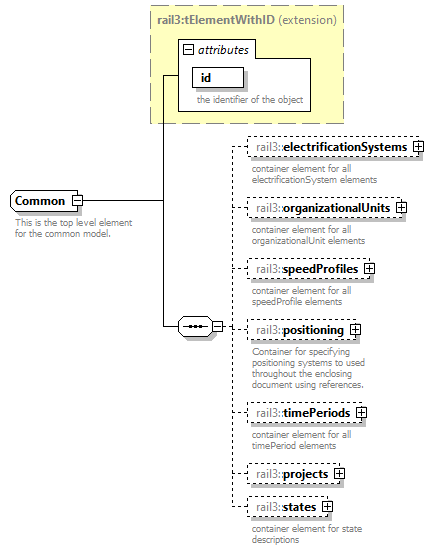 rail3:tElementWithID (extension)
attributes
id
the identifier of the object
Common
This is the top level element
for the common model.
rail3::electrificationSystems
container element for all
electrificationSystem elements
rail3::organizationalUnits
container element for all
organizationalUnit elements
rail3::speedProfiles
container element for all
speedProfile elements
rail3::positioning
Container for specifying
positioning systems to used
throughout the enclosing
document using references.
rail3::timePeriods
container element for all
timePeriod elements
rail3::projects
rail3::states
container element for state
descriptions